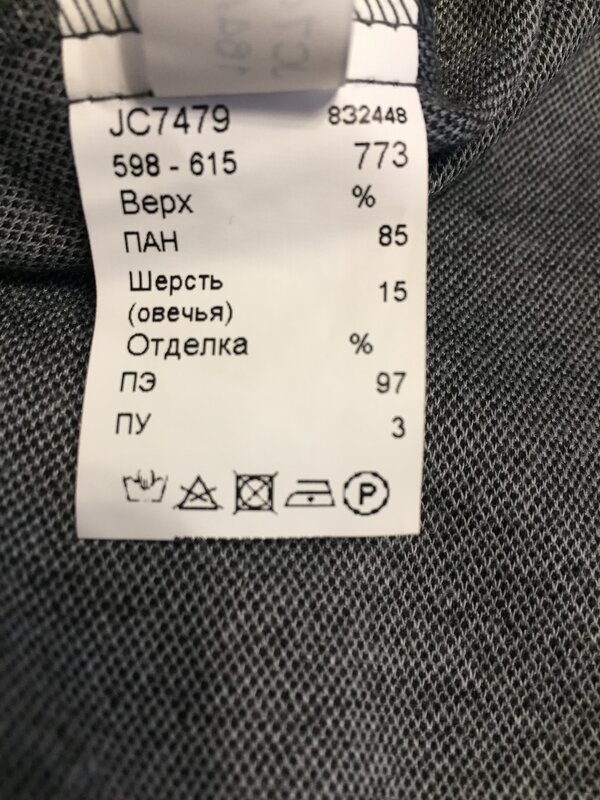 JC7479 832448
598 - 615 773
Верх %
ПАН 85
Шерсть 15
(овечья)
Отделка %
ПЭ 97
ПУ 3
P